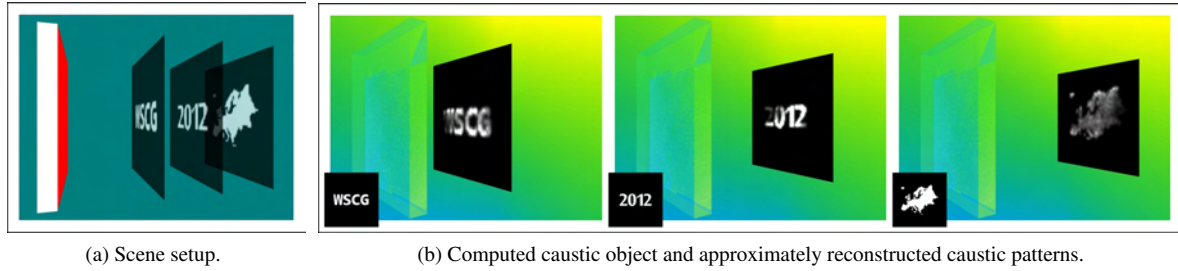 WSCG
2012
WSCG
2012
WSCG
2012
(a) Scene setup.
(b) Computed caustic object and approximately reconstructed caustic patterns.